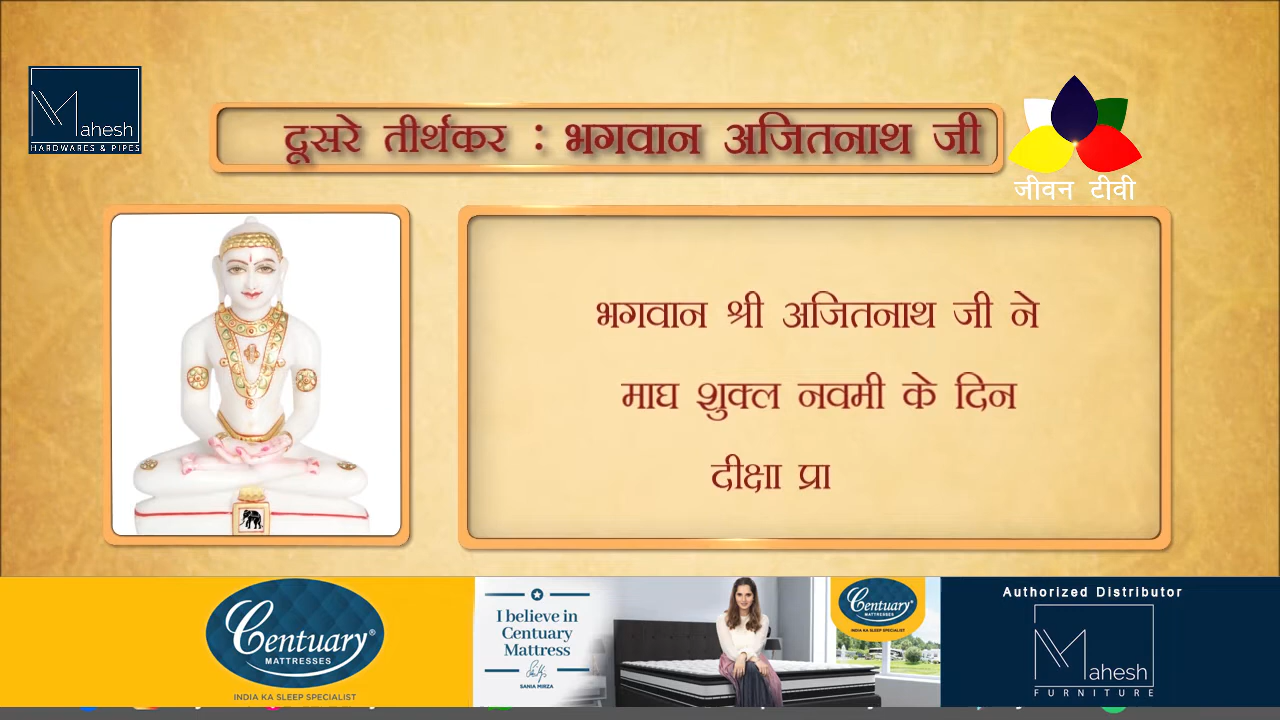 Mahesh
HARDWARES & PIPES
दूसरे तीर्थंकर : भगवान अजितनाथ जी
जीवन टीवी
भगवान श्री अजितनाथ जी ने
माघ शुक्ल नवमी के दिन
दीक्षा प्रा
Centuary®
MATTRESSES
INDIA KA SLEEP SPECIALIST
I believe in
Centuary
Mattress
SANIA MIRZA
Centuary®
MATTRESSES
INDIA KA SLEEP SPECIALIST
Authorized Distributor
Mahesh
FURNITURE